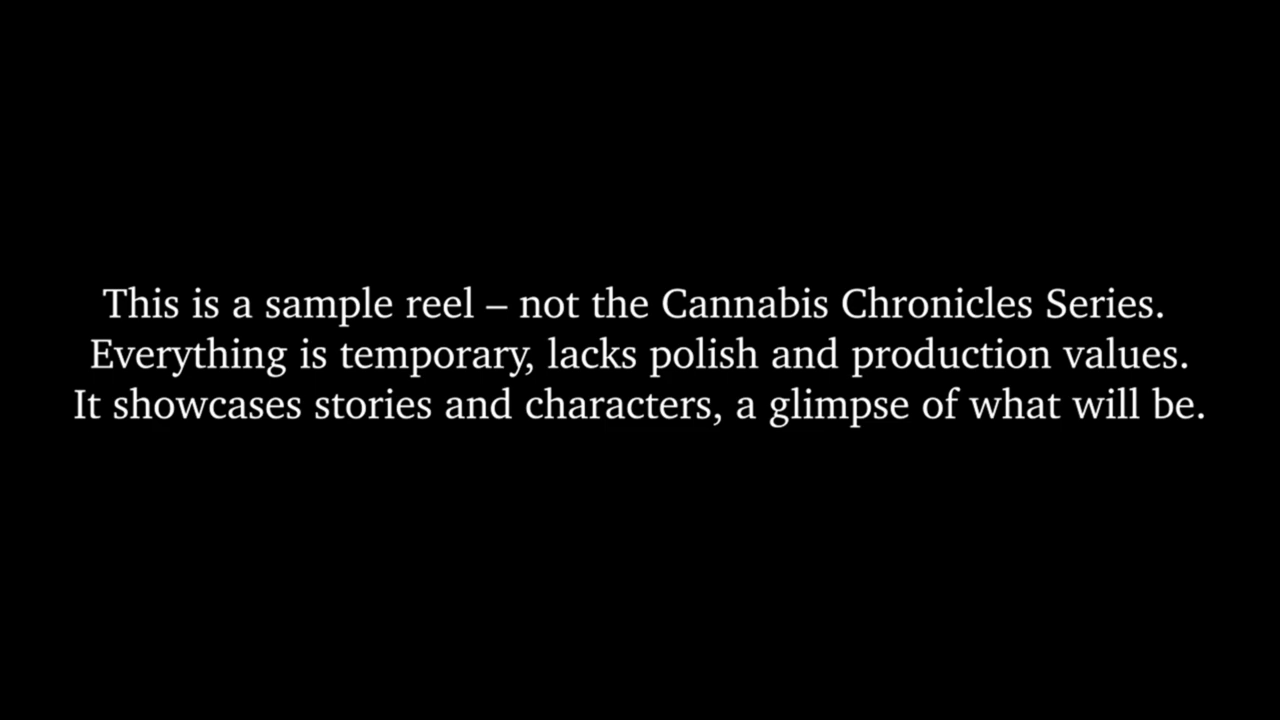 This is a sample reel – not the Cannabis Chronicles Series.
Everything is temporary, lacks polish and production values.
It showcases stories and characters, a glimpse of what will be.